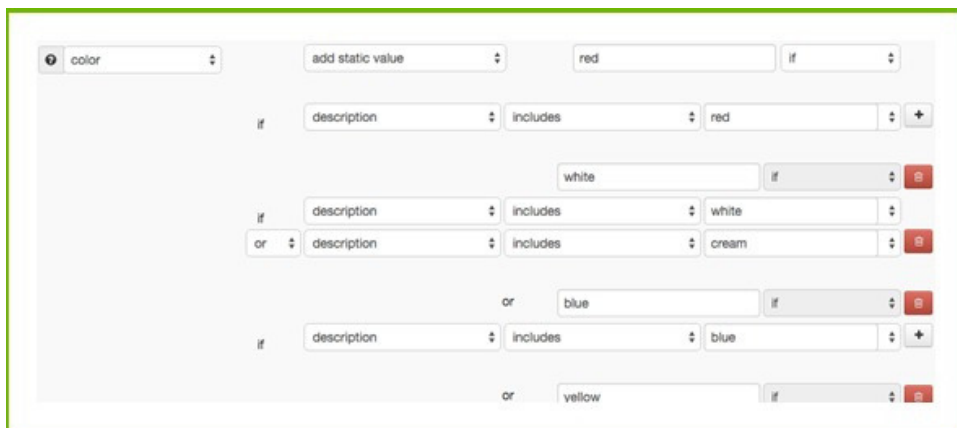 color add static value red if
if description includes red
white if
if description includes white
or description includes cream
or blue if
if description includes blue
or yellow if